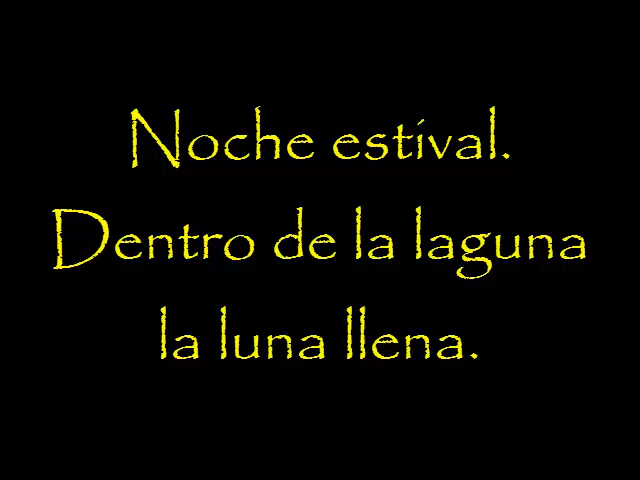 Noche estival.
Dentro de la laguna
la luna llena.